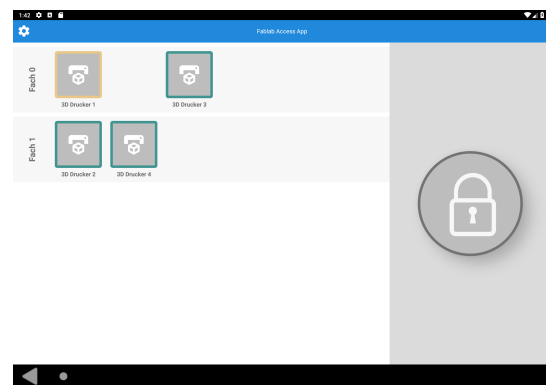 1:42
Fablab Access App
Fach 0
3D Drucker 1
3D Drucker 3
Fach 1
3D Drucker 2
3D Drucker 4